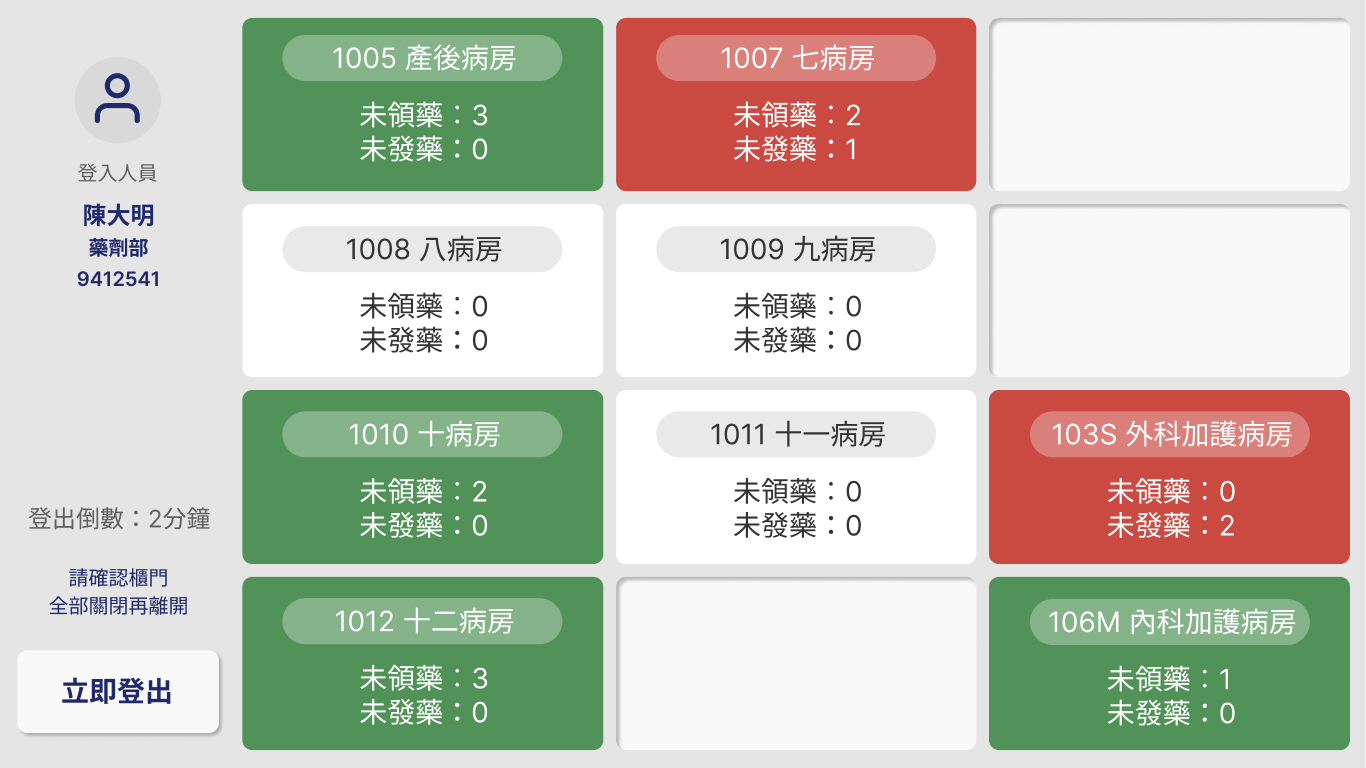 登入人員
陳大明
藥劑部
9412541
登出倒數：2分鐘
請確認櫃門
全部關閉再離開
立即登出
1005 產後病房
未領藥：3
未發藥：0
1007 七病房
未領藥：2
未發藥：1
1008 八病房
未領藥：0
未發藥：0
1009 九病房
未領藥：0
未發藥：0
1010 十病房
未領藥：2
未發藥：0
1011 十一病房
未領藥：0
未發藥：0
103S 外科加護病房
未領藥：0
未發藥：2
1012 十二病房
未領藥：3
未發藥：0
106M 內科加護病房
未領藥：1
未發藥：0